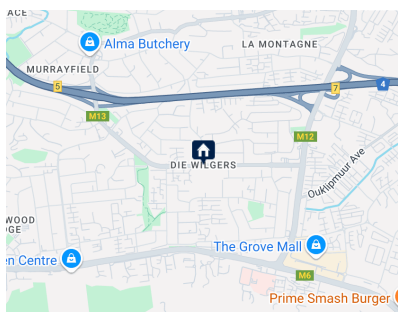 ACE
Alma Butchery
LA MONTAGNE
MURRAYFIELD
5
7
4
M13
M12
DIE WILGERS
Ouklipmuur Ave
WOOD
DGE
The Grove Mall
en Centre
M6
Prime Smash Burger